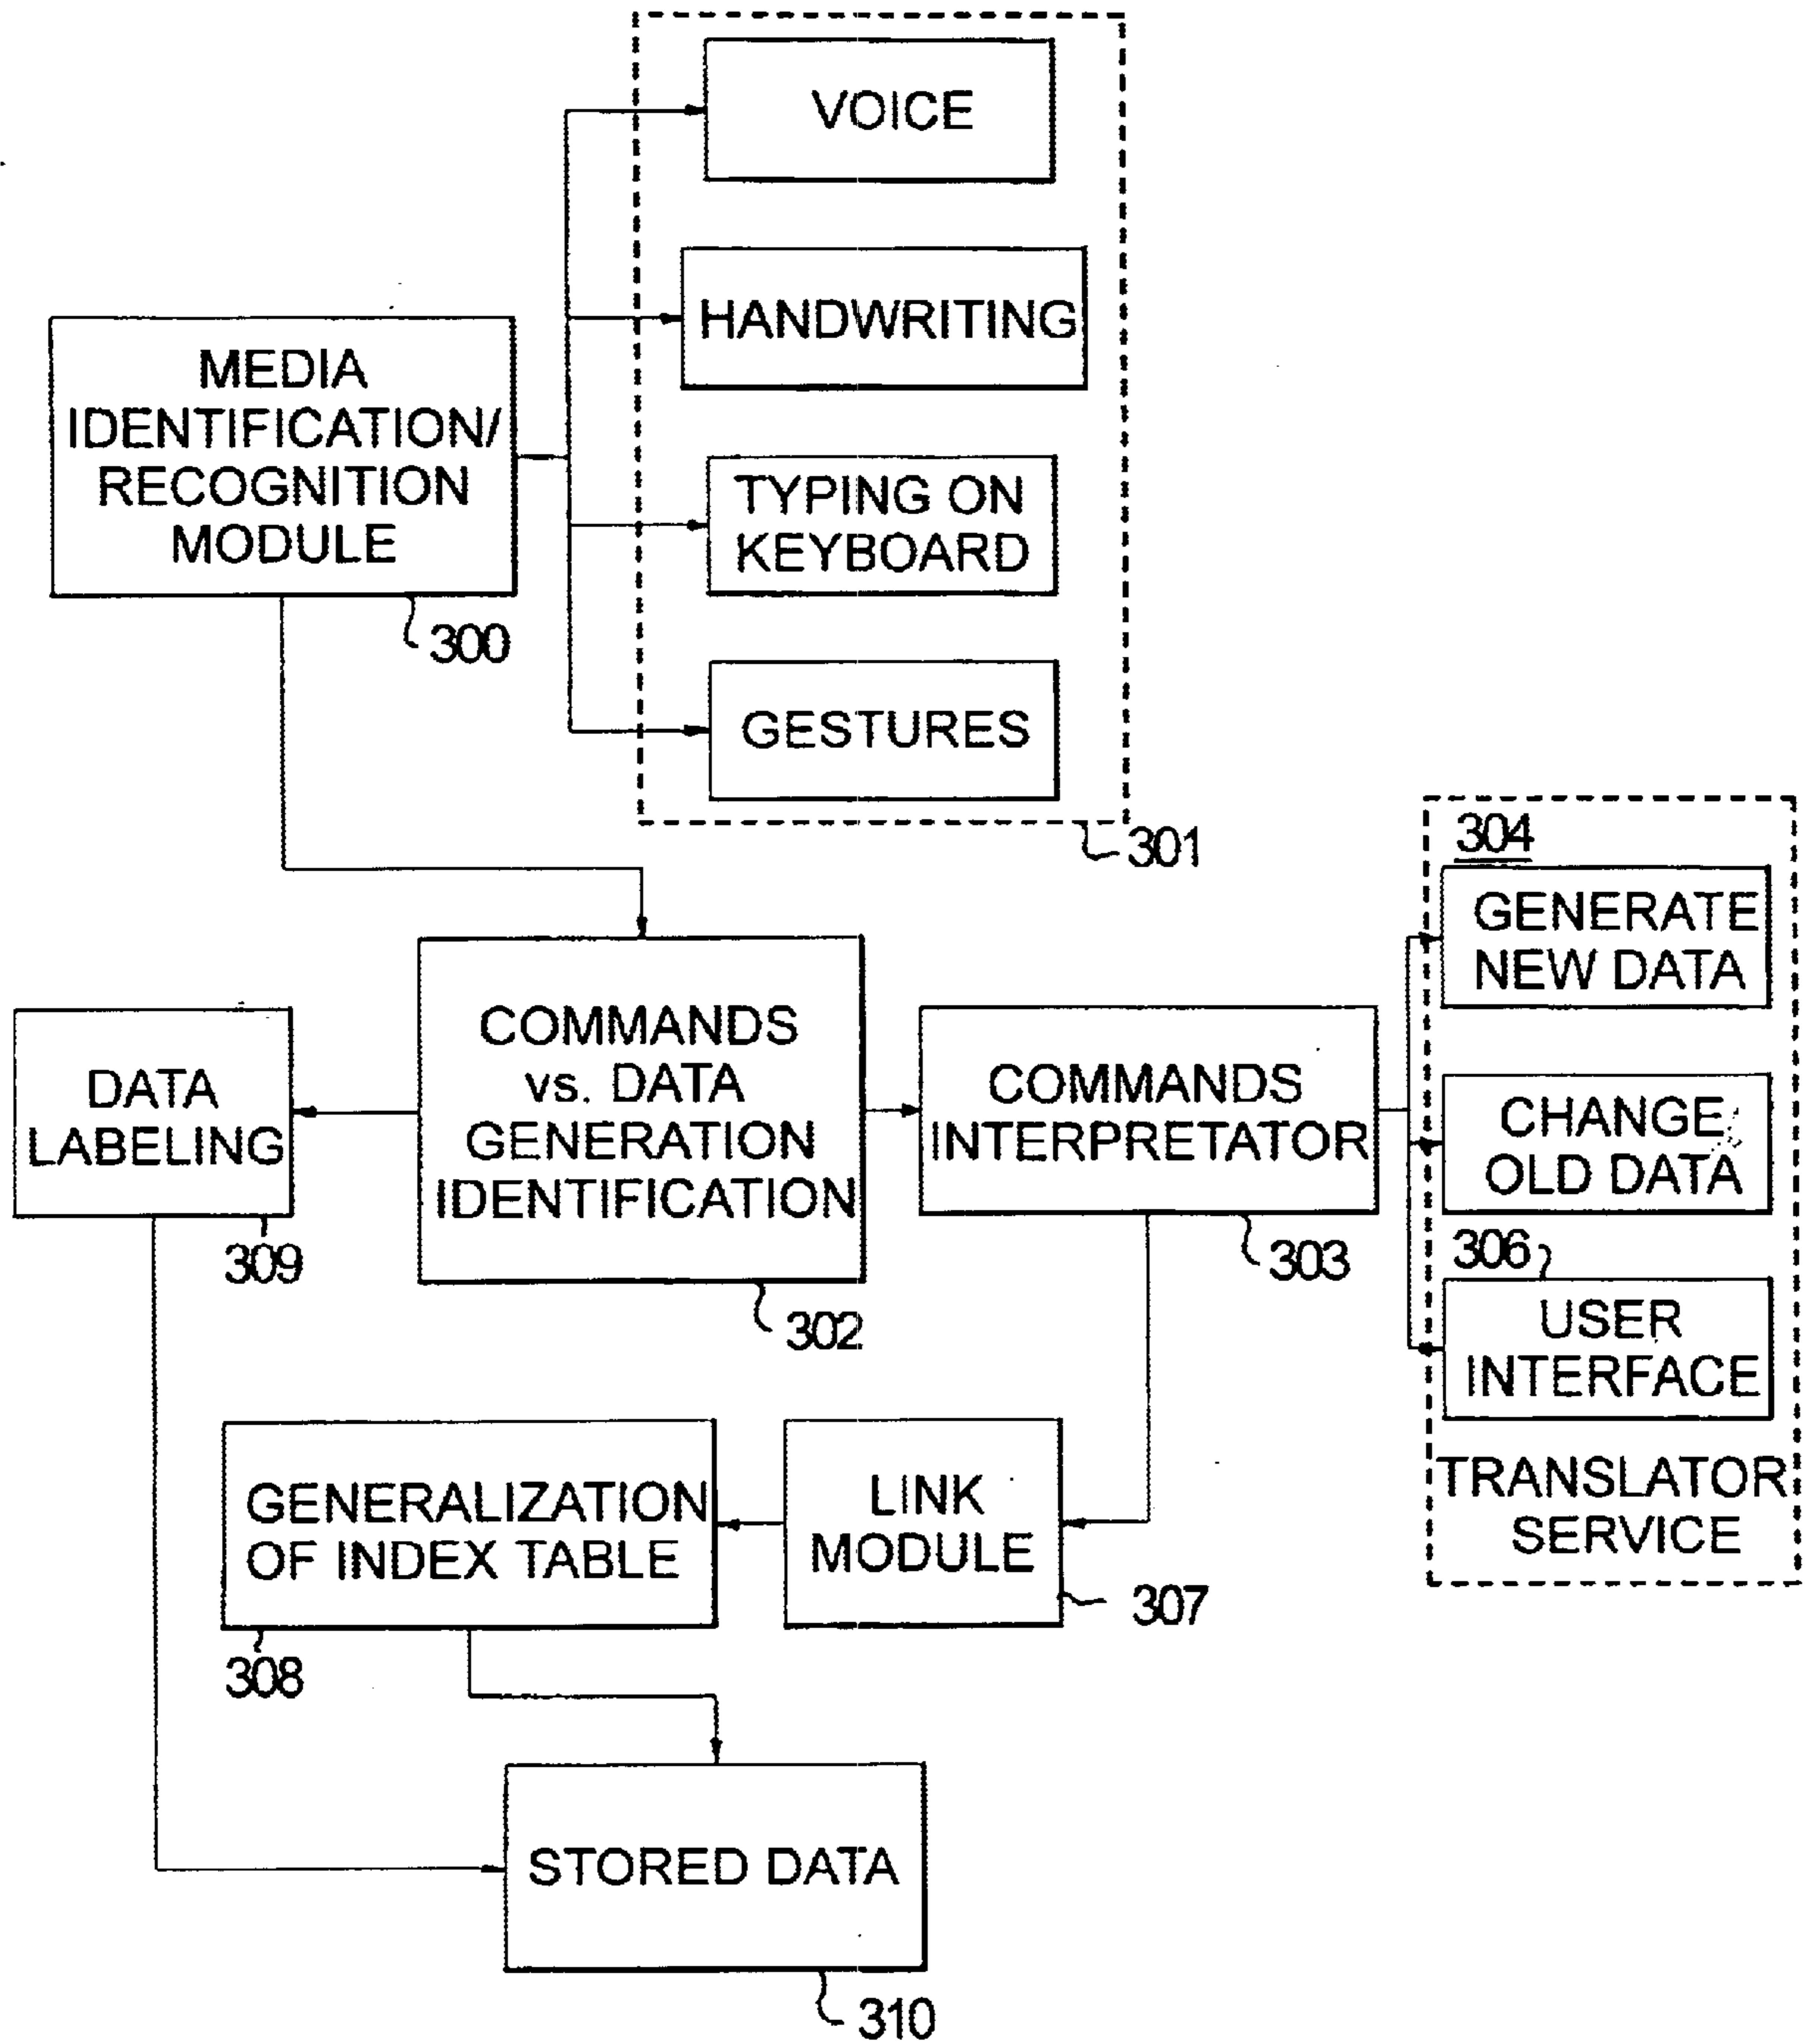 VOICE
HANDWRITING
MEDIA
IDENTIFICATION/
RECOGNITION
MODULE
300
TYPING ON
KEYBOARD
GESTURES
301
304
GENERATE
NEW DATA
COMMANDS
vs. DATA
GENERATION
IDENTIFICATION
302
DATA
LABELING
309
COMMANDS
INTERPRETATOR
303
CHANGE
OLD DATA
306
USER
INTERFACE
TRANSLATOR
SERVICE
GENERALIZATION
OF INDEX TABLE
308
LINK
MODULE
307
STORED DATA
310